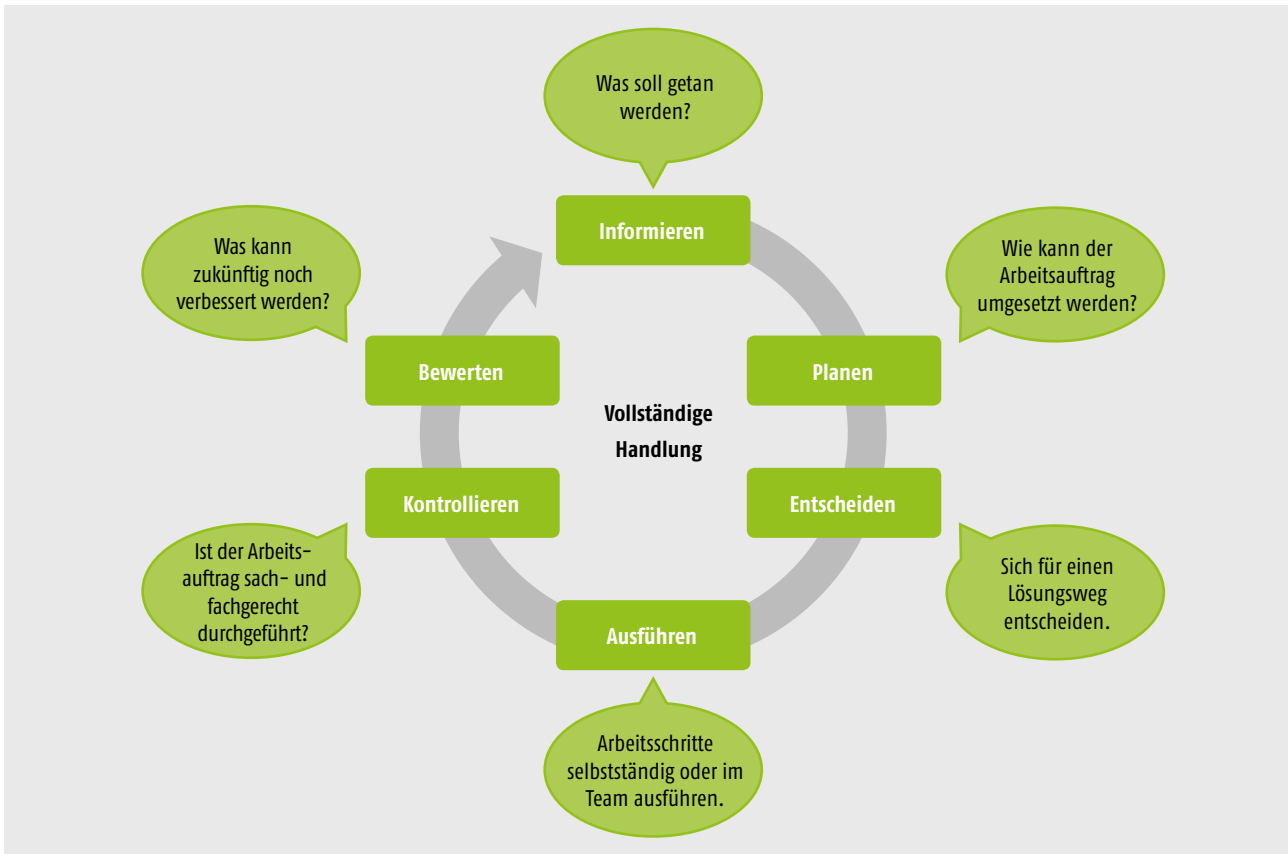 Was soll getan
werden?
Informieren
Wie kann der
Arbeitsauftrag
umgesetzt werden?
Planen
Entscheiden
Sich für einen
Lösungsweg
entscheiden.
Ausführen
Arbeitsschritte
selbstständig oder im
Team ausführen.
Kontrollieren
Ist der Arbeits-
auftrag sach- und
fachgerecht
durchgeführt?
Bewerten
Was kann
zukünftig noch
verbessert werden?
Vollständige
Handlung